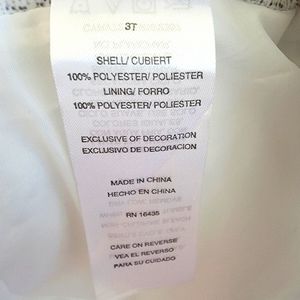 3T
SHELL/ CUBIERT
100% POLYESTER/ POLIESTER
LINING/ FORRO
100% POLYESTER/ POLIESTER
EXCLUSIVE OF DECORATION
EXCLUSIVO DE DECORACION
MADE IN CHINA
HECHO EN CHINA
RN 16435
CARE ON REVERSE
VEA EL REVERSO
PARA SU CUIDADO